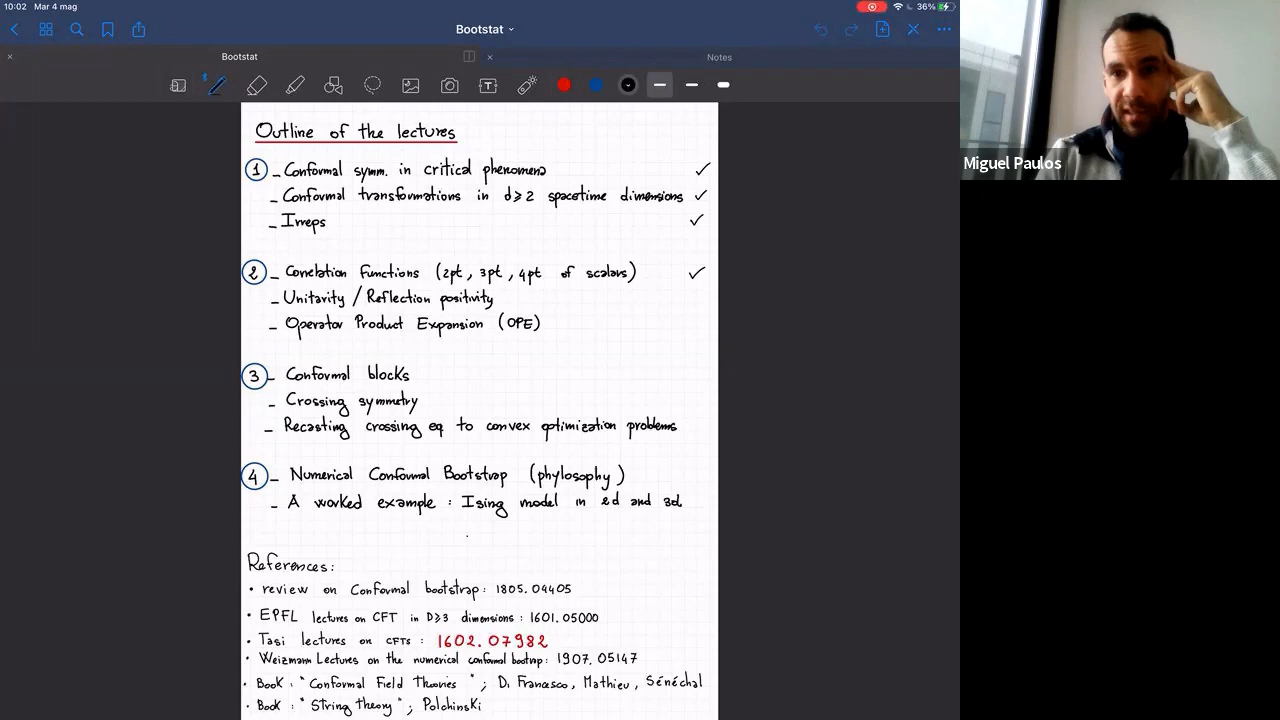 10:02 Mar 4 mag
36%
Bootstat
Bootstat
Notes
Outline of the lectures
1 - Conformal symm. in critical phenomena ✓
- Conformal transformations in d≥2 spacetime dimensions ✓
- Irreps ✓
2 - Correlation Functions (2pt, 3pt, 4pt of scalars) ✓
- Unitarity / Reflection positivity
- Operator Product Expansion (OPE)
3 - Conformal blocks
- Crossing symmetry
- Recasting crossing eq to convex optimization problems
4 - Numerical Conformal Bootstrap (phylosophy)
- A worked example : Ising model in 2d and 3d.
References:
• review on Conformal bootstrap: 1805.04405
• EPFL lectures on CFT in D≥3 dimensions: 1601.05000
• Tasi lectures on CFTs : 1602.07982
• Weizmann Lectures on the numerical conformal bootrap: 1907.05147
• Book : "Conformal Field Theories" ; Di Francesco, Mathieu, Sénéchal
• Book : "String Theory" ; Polchinski
Miguel Paulos